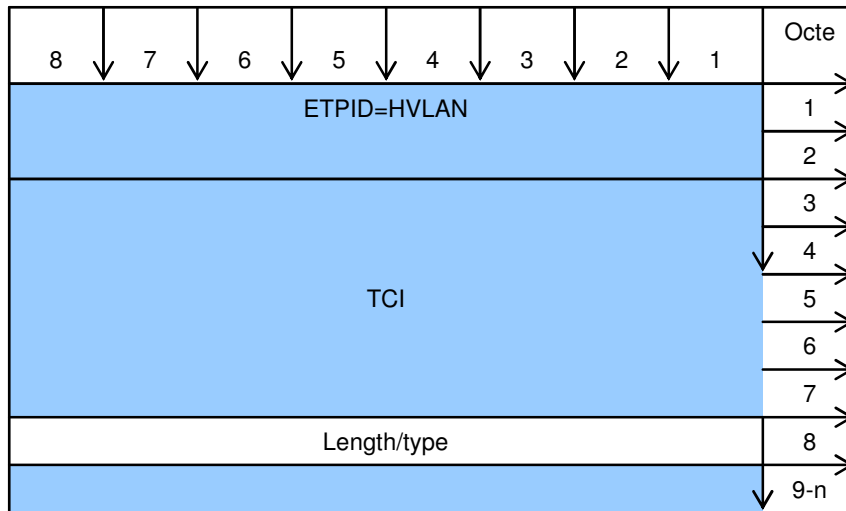 Octe
8 7 6 5 4 3 2 1
ETPID=HVLAN
1
2
3
4
TCI
5
6
7
Length/type
8
9-n